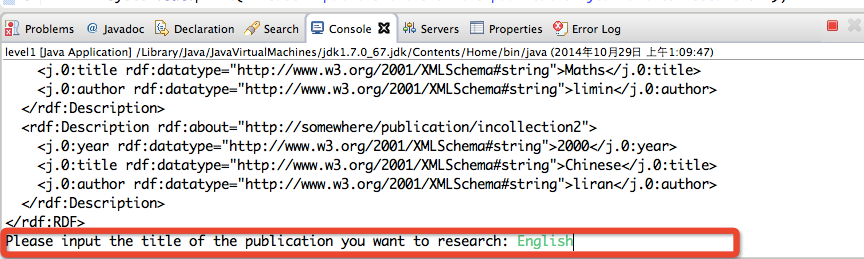 Problems @ Javadoc Declaration Console Servers Properties Error Log
level1 [Java Application] /Library/Java/JavaVirtualMachines/jdk1.7.0_67.jdk/Contents/Home/bin/java (2014年10月29日 上午1:09:47)
<j.0:title rdf:datatype="http://www.w3.org/2001/XMLSchema#string">Maths</j.0:title>
<j.0:author rdf:datatype="http://www.w3.org/2001/XMLSchema#string">limin</j.0:author>
</rdf:Description>
<rdf:Description rdf:about="http://somewhere/publication/incollection2">
<j.0:year rdf:datatype="http://www.w3.org/2001/XMLSchema#string">2000</j.0:year>
<j.0:title rdf:datatype="http://www.w3.org/2001/XMLSchema#string">Chinese</j.0:title>
<j.0:author rdf:datatype="http://www.w3.org/2001/XMLSchema#string">liran</j.0:author>
</rdf:Description>
</rdf:RDF>
Please input the title of the publication you want to research: English